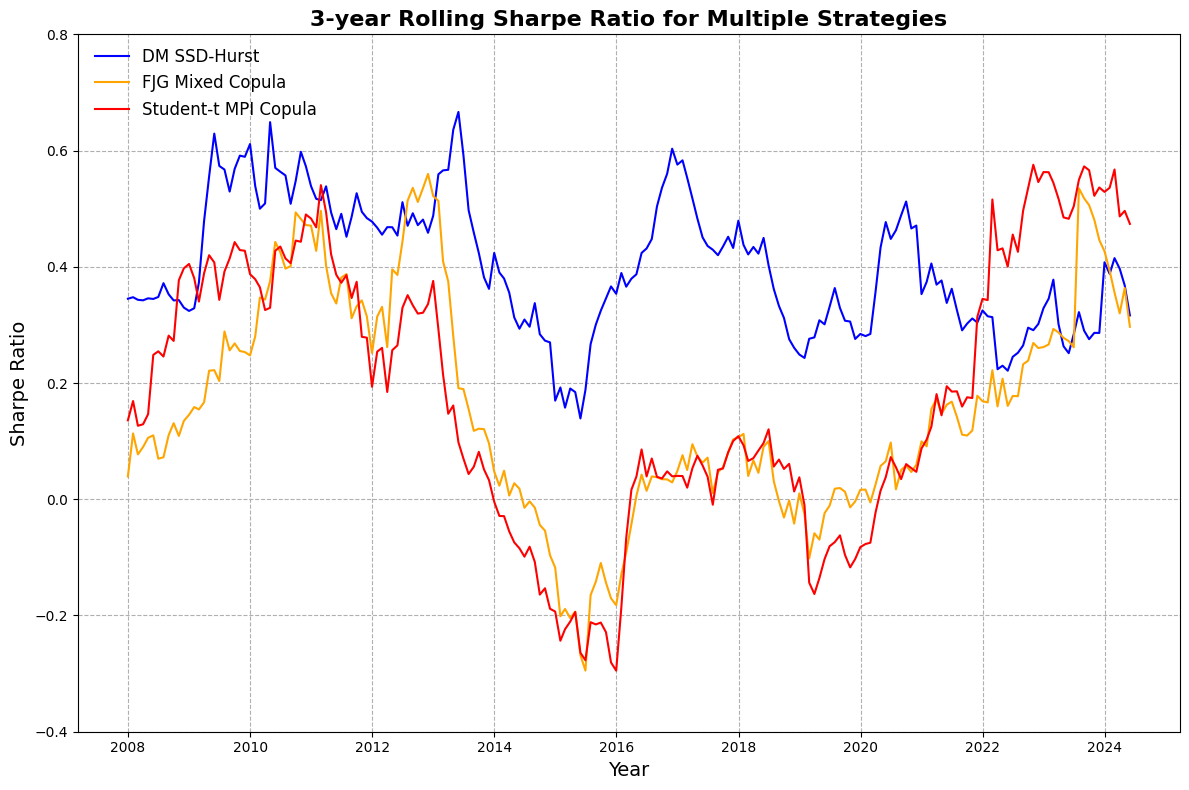 3-year Rolling Sharpe Ratio for Multiple Strategies
DM SSD-Hurst
FJG Mixed Copula
Student-t MPI Copula
Sharpe Ratio
0.8
0.6
0.4
0.2
0.0
−0.2
−0.4
2008 2010 2012 2014 2016 2018 2020 2022 2024
Year